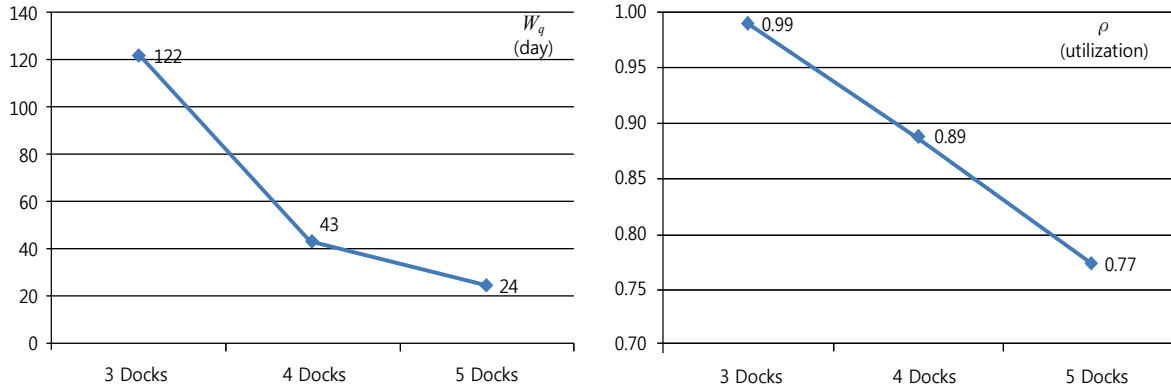 140
120
100
80
60
40
20
0
W_q
(day)
122
43
24
3 Docks
4 Docks
5 Docks
1.00
0.95
0.90
0.85
0.80
0.75
0.70
ρ
(utilization)
0.99
0.89
0.77
3 Docks
4 Docks
5 Docks